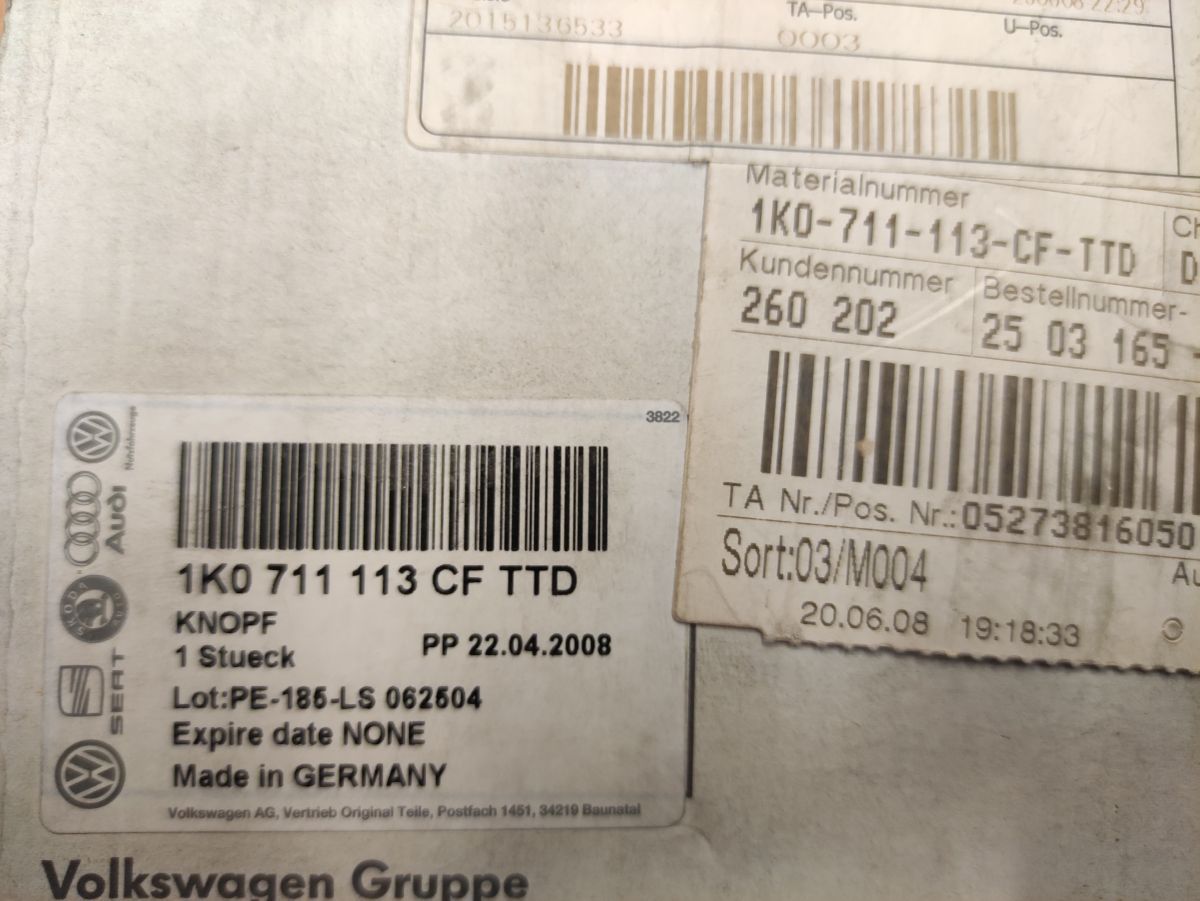 TA-Pos.
U-Pos.
2015136533
0003
Materialnummer
1K0-711-113-CF-TTD
D
Kundennummer
Bestellnummer-
260 202
25 03 165 -
TA Nr./Pos. Nr.:05273816050
Sort:03/M004
20.06.08 19:18:33
3822
Nutzfahrzeuge
Audi
SKODA AUTO
SEAT
1K0 711 113 CF TTD
KNOPF
1 Stueck
PP 22.04.2008
Lot:PE-185-LS 062504
Expire date NONE
Made in GERMANY
Volkswagen AG, Vertrieb Original Teile, Postfach 1451, 34219 Baunatal
Volkswagen Gruppe